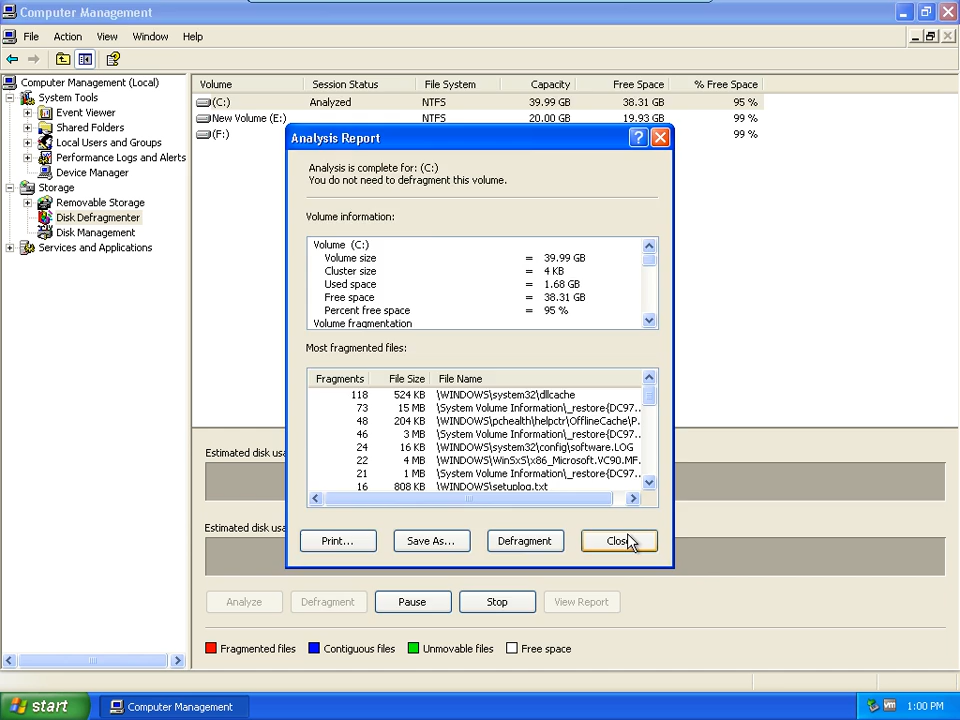 Computer Management
File Action View Window Help
Computer Management (Local)
System Tools
Event Viewer
Shared Folders
Local Users and Groups
Performance Logs and Alerts
Device Manager
Storage
Removable Storage
Disk Defragmenter
Disk Management
Services and Applications
Volume Session Status File System Capacity Free Space % Free Space
(C:) Analyzed NTFS 39.99 GB 38.31 GB 95 %
New Volume (E:) NTFS 20.00 GB 19.93 GB 99 %
(F:) 99 %
Analysis Report
Analysis is complete for: (C:)
You do not need to defragment this volume.
Volume information:
Volume (C:)
Volume size = 39.99 GB
Cluster size = 4 KB
Used space = 1.68 GB
Free space = 38.31 GB
Percent free space = 95 %
Volume fragmentation
Most fragmented files:
Fragments File Size File Name
118 524 KB \WINDOWS\system32\dllcache
73 15 MB \System Volume Information\_restore{DC97...
48 204 KB \WINDOWS\pchealth\helpctr\OfflineCache\P...
46 3 MB \System Volume Information\_restore{DC97...
24 16 KB \WINDOWS\system32\config\software.LOG
22 4 MB \WINDOWS\WinSxS\x86_Microsoft.VC90.MF...
21 1 MB \System Volume Information\_restore{DC97...
16 808 KB \WINDOWS\setuplog.txt
Print... Save As... Defragment Close
Estimated disk usa
Estimated disk usa
Analyze Defragment Pause Stop View Report
Fragmented files Contiguous files Unmovable files Free space
start Computer Management 1:00 PM